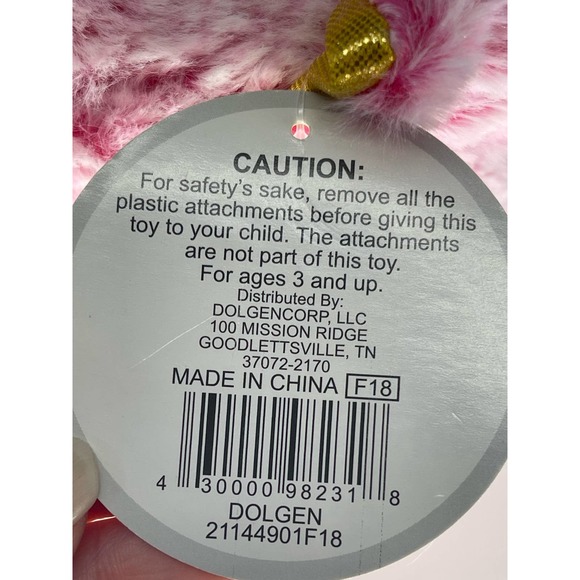 CAUTION:
For safety's sake, remove all the
plastic attachments before giving this
toy to your child. The attachments
are not part of this toy.
For ages 3 and up.
Distributed By:
DOLGENCORP, LLC
100 MISSION RIDGE
GOODLETTSVILLE, TN
37072-2170
MADE IN CHINA F18
4 30000 98231 8
DOLGEN
21144901F18